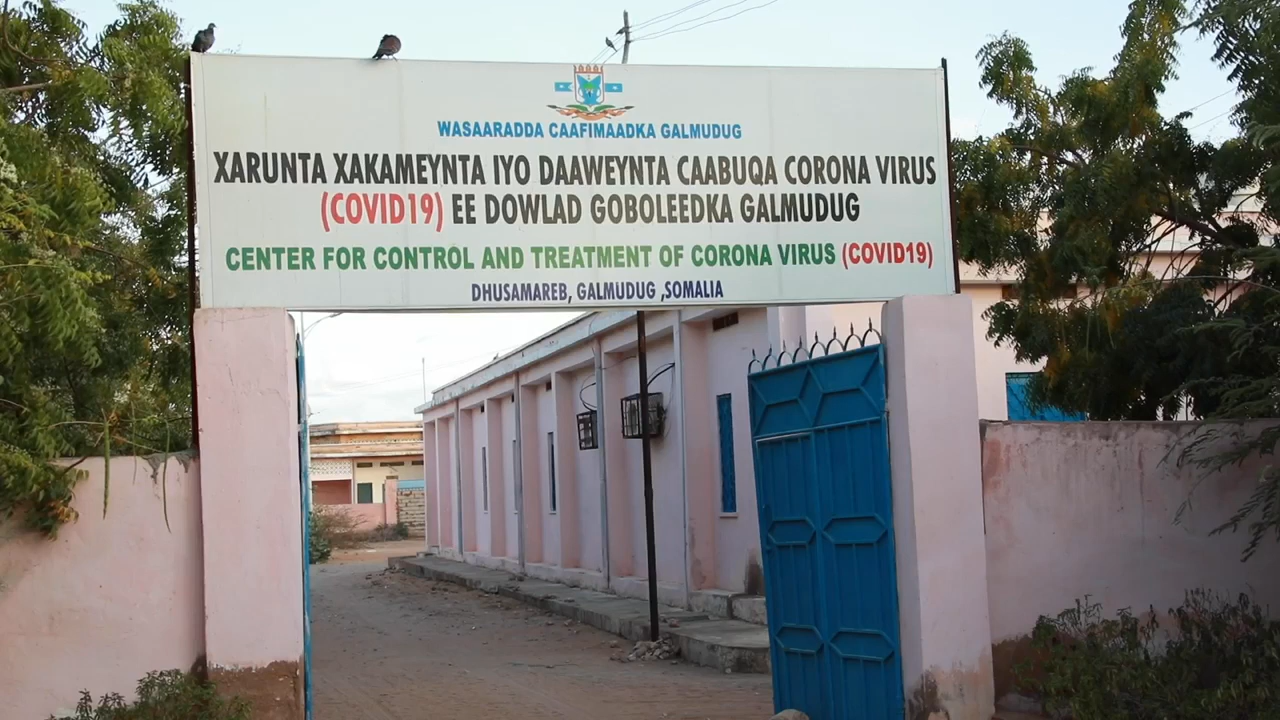 WASAARADDA CAAFIMAADKA GALMUDUG
XARUNTA XAKAMEYNTA IYO DAAWEYNTA CAABUQA CORONA VIRUS
(COVID19) EE DOWLAD GOBOLEEDKA GALMUDUG
CENTER FOR CONTROL AND TREATMENT OF CORONA VIRUS (COVID19)
DHUSAMAREB, GALMUDUG ,SOMALIA